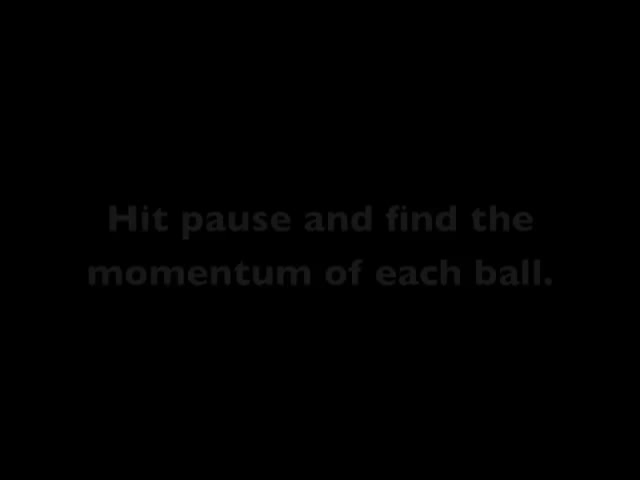 Hit pause and find the
momentum of each ball.